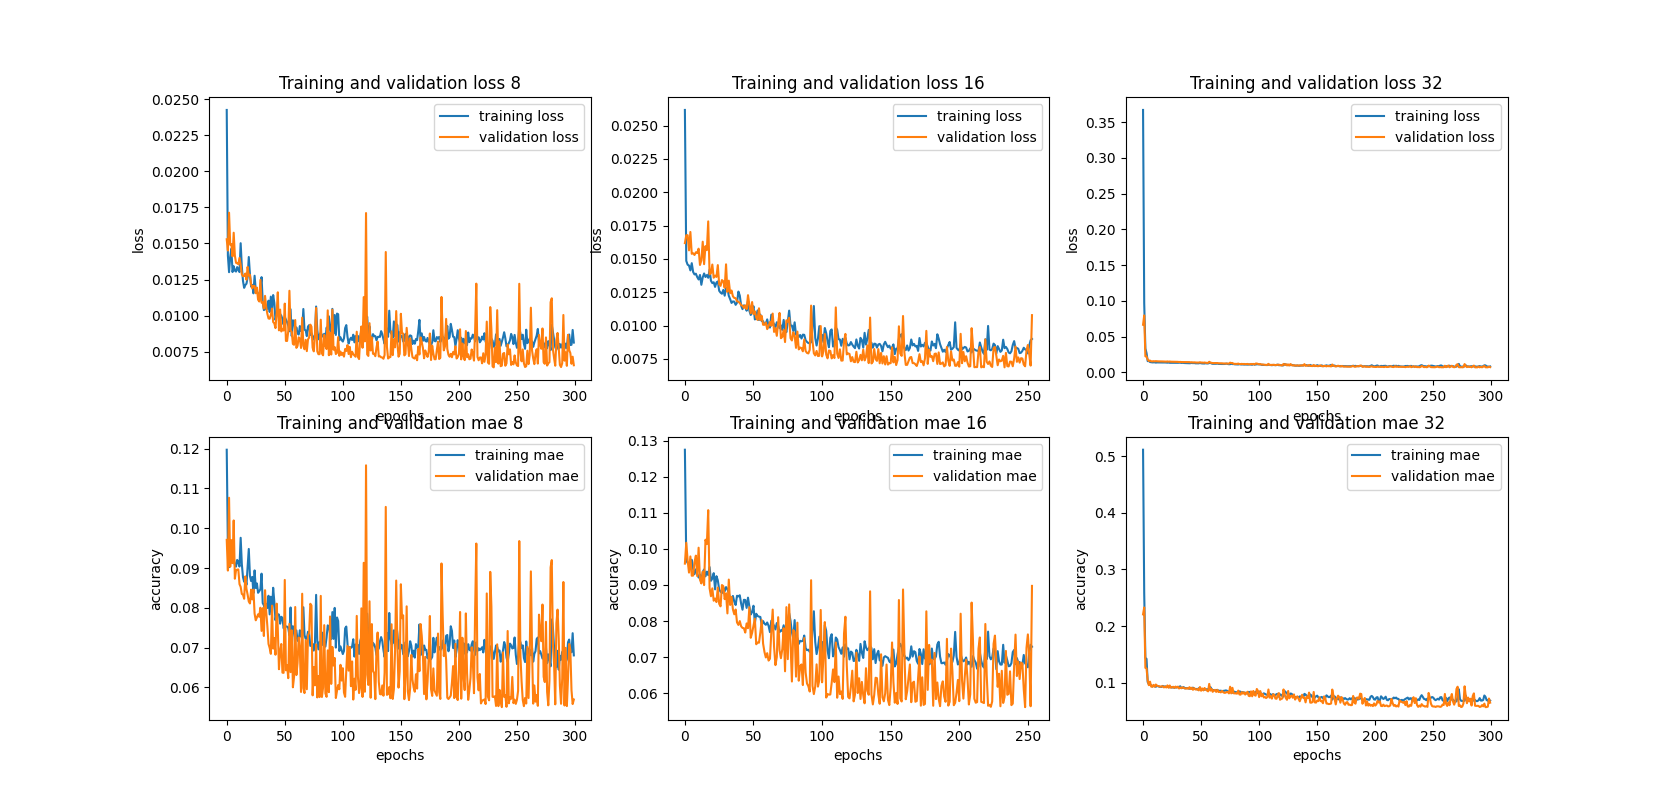 Training and validation loss 8
training loss
validation loss
0.0250
0.0225
0.0200
0.0175
0.0150
0.0125
0.0100
0.0075
loss
0 50 100 150 200 250 300
epochs
Training and validation loss 16
training loss
validation loss
0.0250
0.0225
0.0200
0.0175
0.0150
0.0125
0.0100
0.0075
loss
0 50 100 150 200 250
epochs
Training and validation loss 32
training loss
validation loss
0.35
0.30
0.25
0.20
0.15
0.10
0.05
0.00
loss
0 50 100 150 200 250 300
epochs
Training and validation mae 8
training mae
validation mae
0.12
0.11
0.10
0.09
0.08
0.07
0.06
accuracy
0 50 100 150 200 250 300
epochs
Training and validation mae 16
training mae
validation mae
0.13
0.12
0.11
0.10
0.09
0.08
0.07
0.06
accuracy
0 50 100 150 200 250
epochs
Training and validation mae 32
training mae
validation mae
0.5
0.4
0.3
0.2
0.1
accuracy
0 50 100 150 200 250 300
epochs